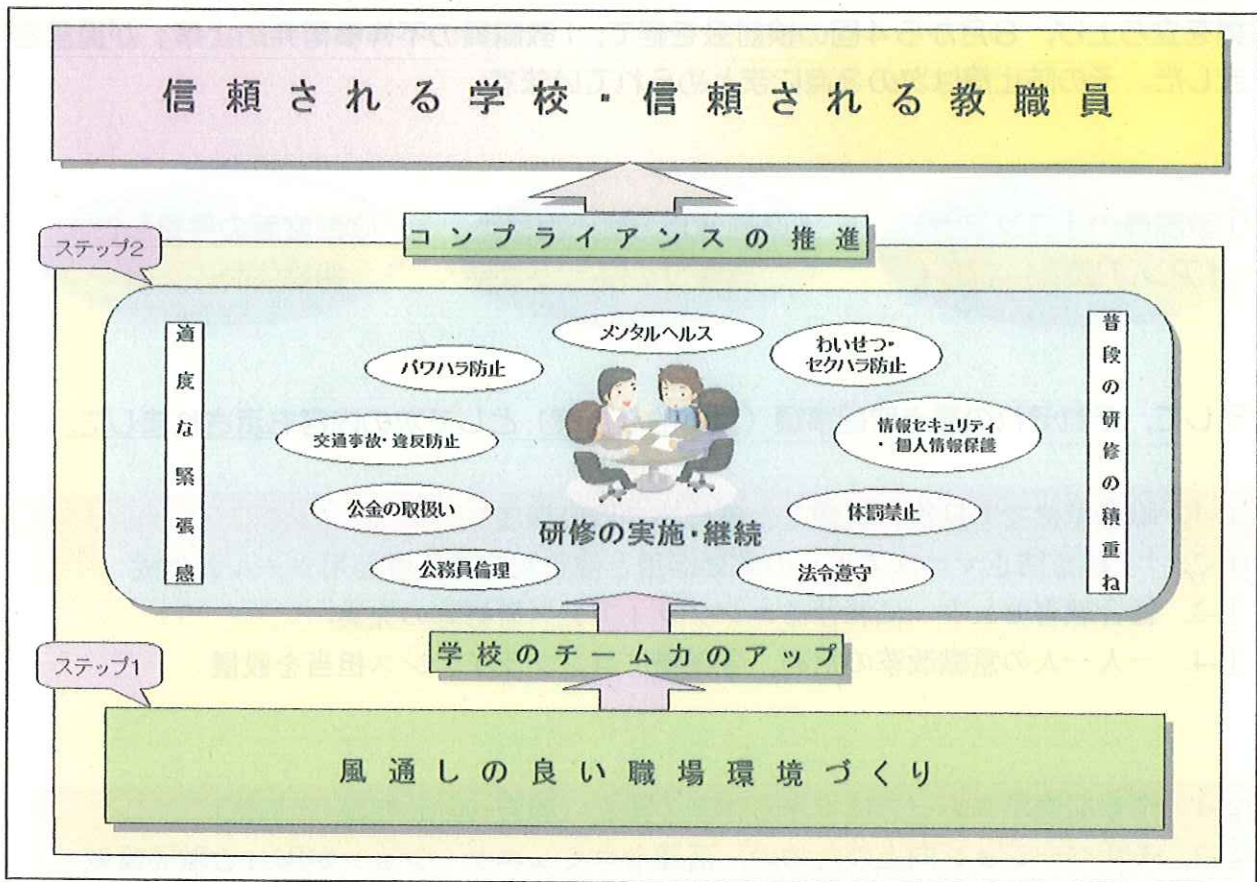 信頼される学校・信頼される教職員
コンプライアンスの推進
ステップ2
適度な緊張感
メンタルヘルス
パワハラ防止
わいせつ・
セクハラ防止
交通事故・違反防止
情報セキュリティ
・個人情報保護
公金の取扱い
体罰禁止
研修の実施・継続
公務員倫理
法令遵守
普段の研修の積重ね
学校のチーム力のアップ
ステップ1
風通しの良い職場環境づくり